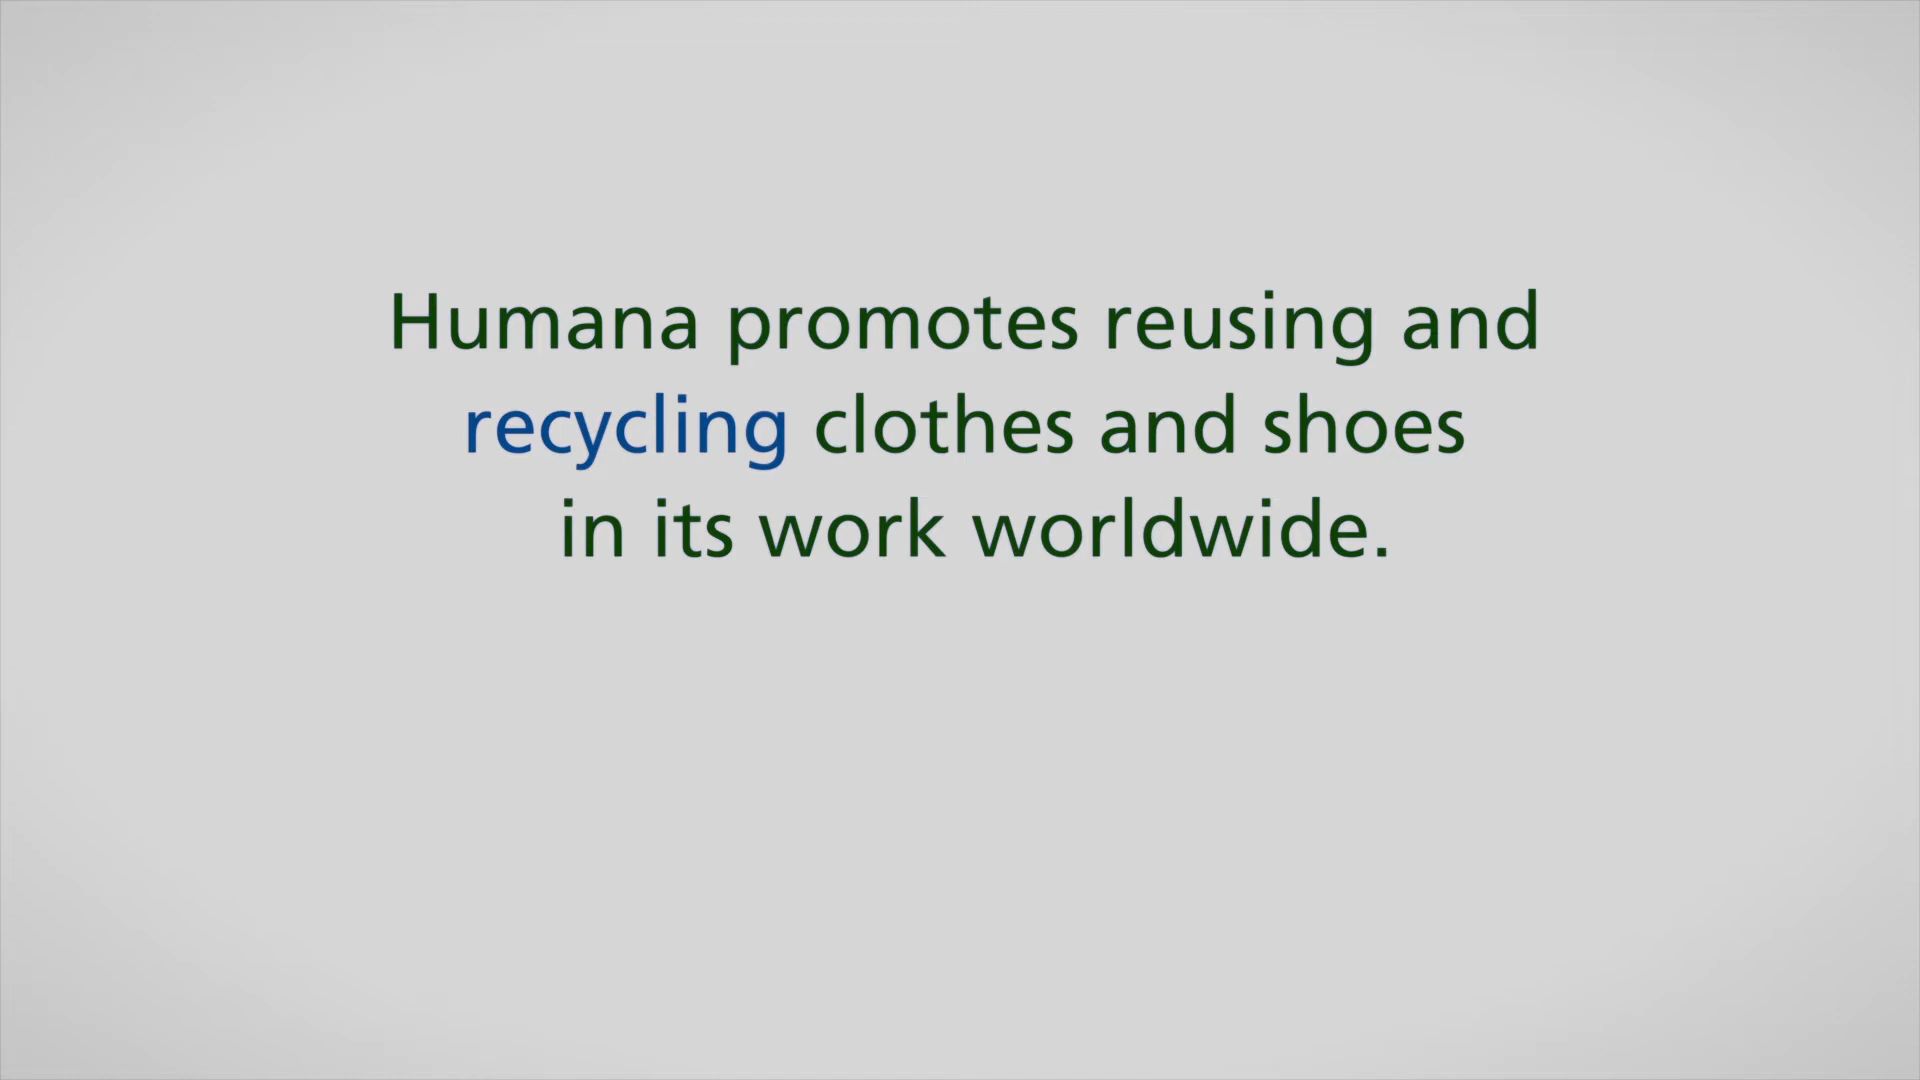 Humana promotes reusing and
recycling clothes and shoes
in its work worldwide.